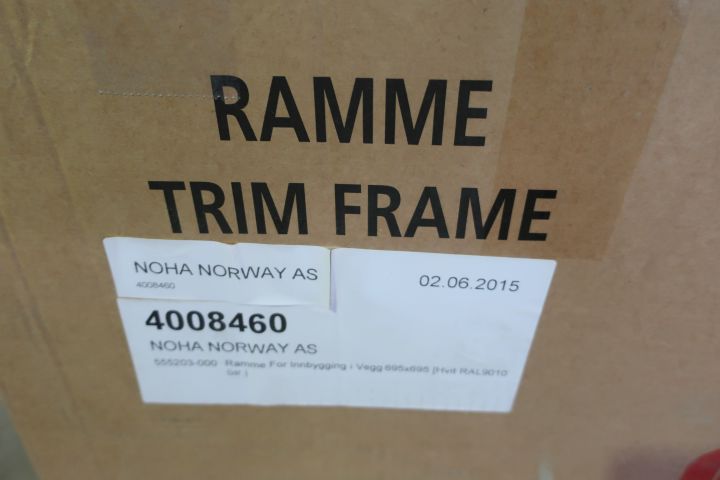 RAMME
TRIM FRAME
NOHA NORWAY AS
4008460
02.06.2015
4008460
NOHA NORWAY AS
555203-000 Ramme For Innbygging i Vegg 695x695 [Hvit RAL9010